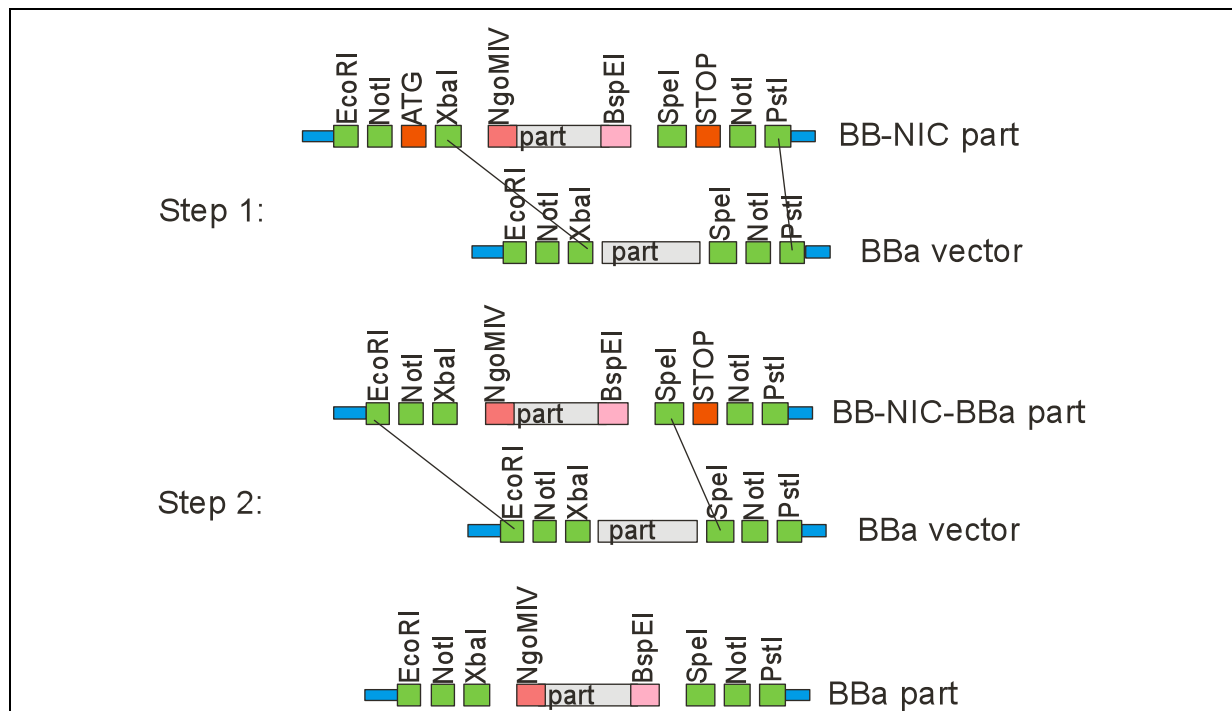 EcoRI NotI ATG XbaI NgoMIV BspEI SpeI STOP NotI PstI
part BB-NIC part
Step 1:
EcoRI NotI XbaI SpeI NotI PstI
part BBa vector
EcoRI NotI XbaI NgoMIV BspEI SpeI STOP NotI PstI
part BB-NIC-BBa part
Step 2:
EcoRI NotI XbaI SpeI NotI PstI
part BBa vector
EcoRI NotI XbaI NgoMIV BspEI SpeI NotI PstI
part BBa part